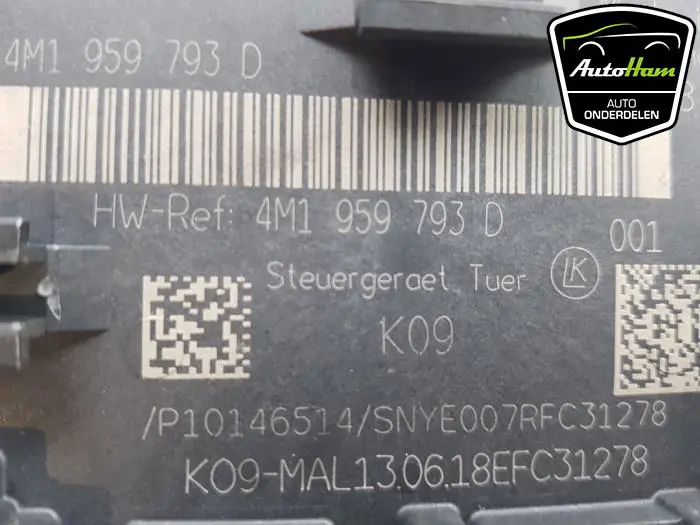 4M1 959 793 D
AutoHam
AUTO
ONDERDELEN
HW-Ref: 4M1 959 793 D
001
Steuergeraet Tuer
LK
K09
/P10146514/SNYE007RFC31278
K09-MAL13.06.18EFC31278